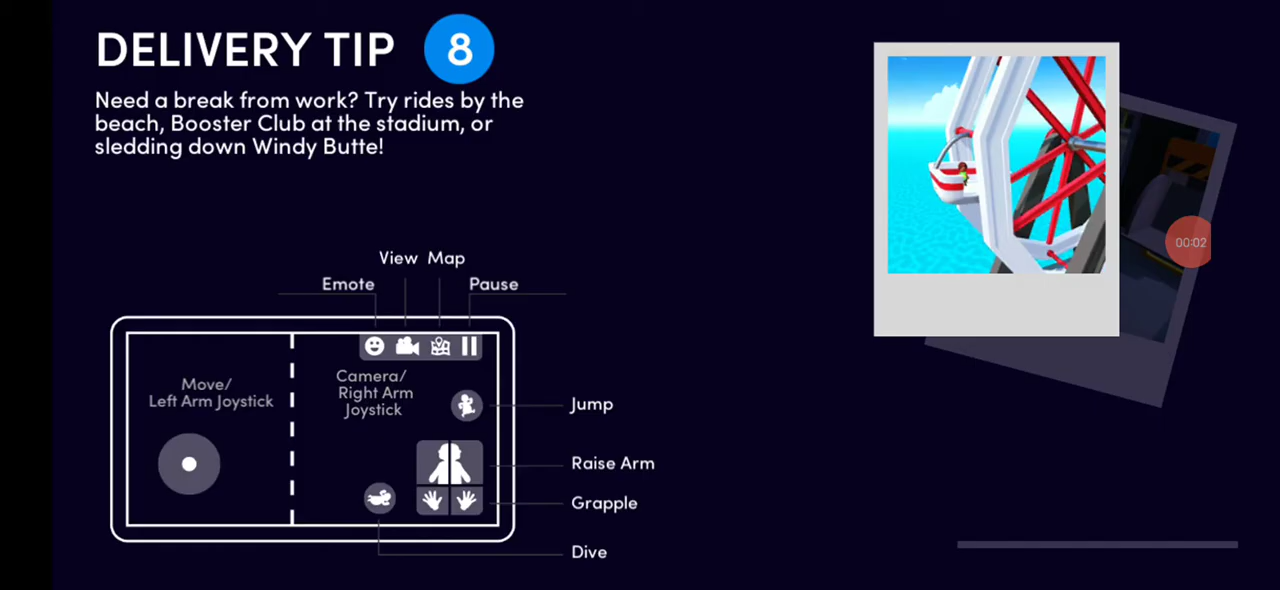 DELIVERY TIP 8
Need a break from work? Try rides by the
beach, Booster Club at the stadium, or
sledding down Windy Butte!
00:02
View Map
Emote Pause
Move/
Left Arm Joystick
Camera/
Right Arm
Joystick
Jump
Raise Arm
Grapple
Dive